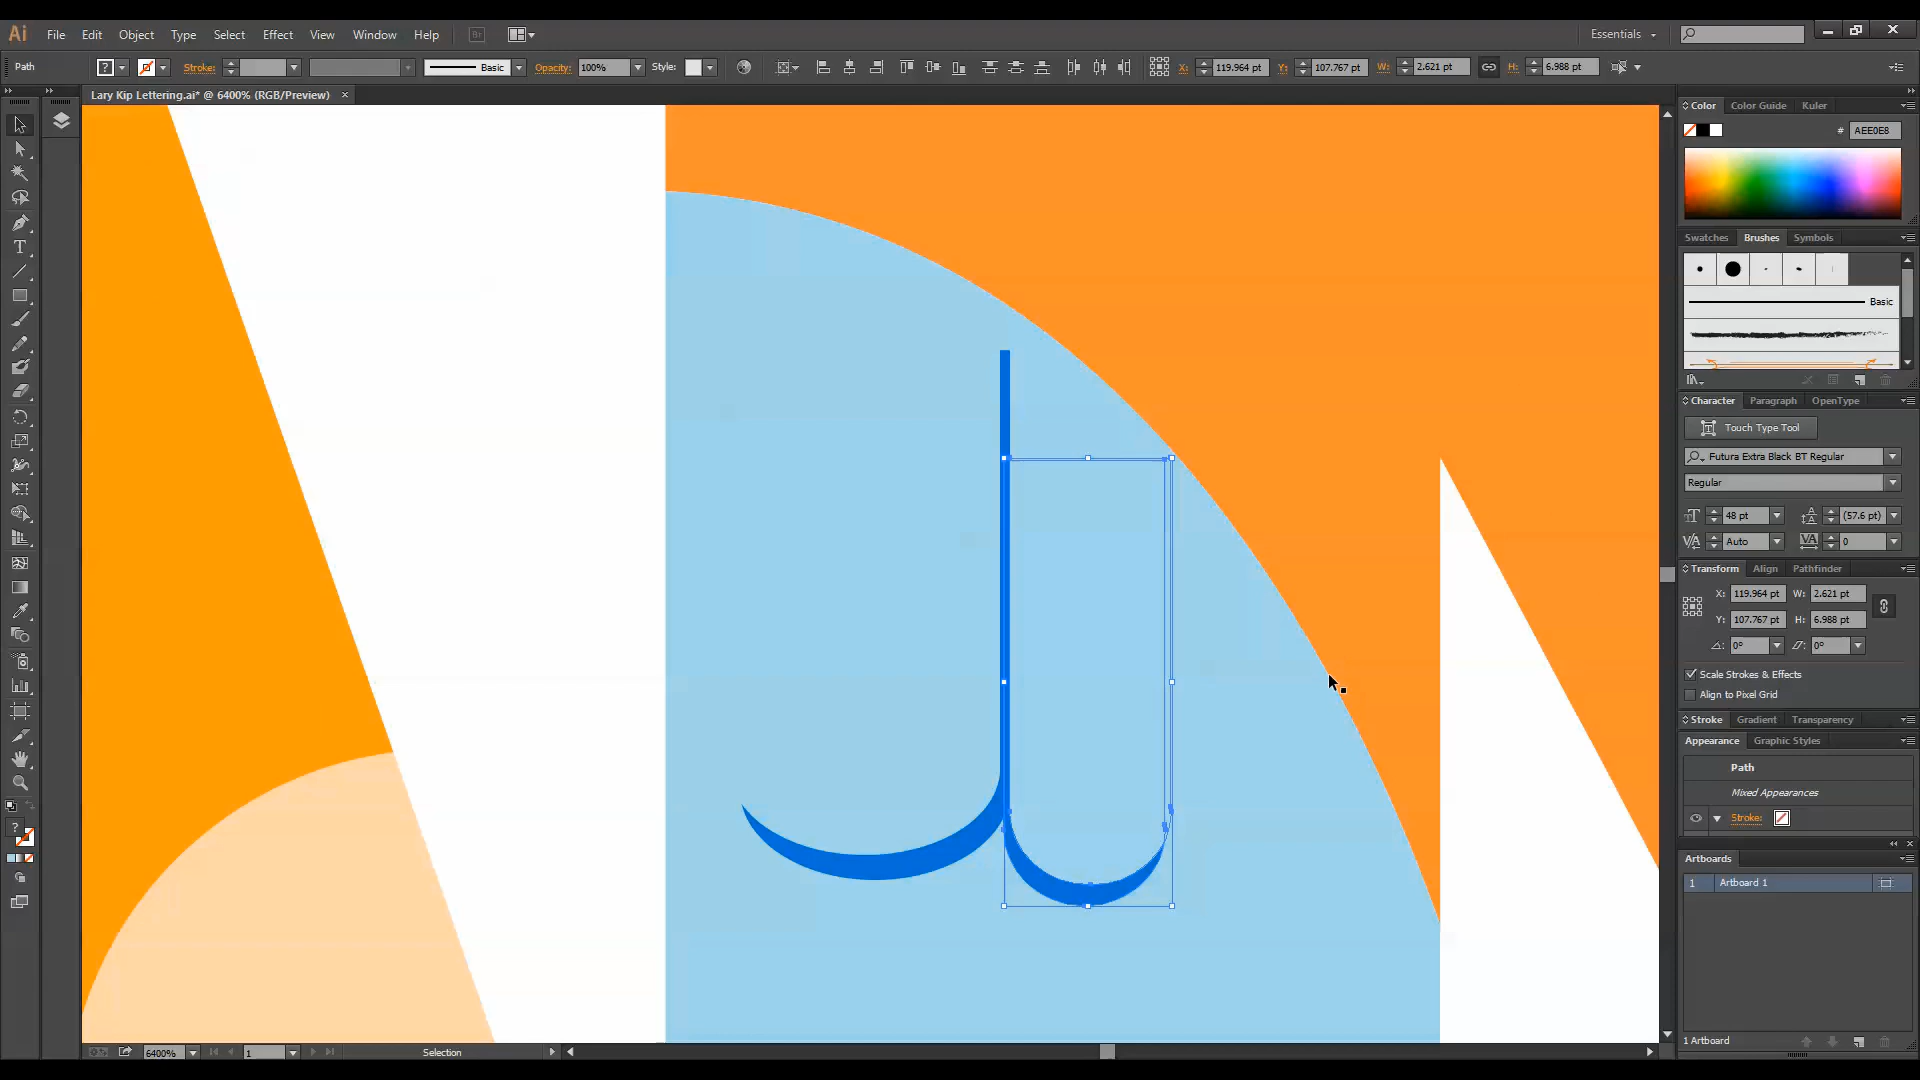 Ai File Edit Object Type Select Effect View Window Help Br Essentials
Path Stroke: Basic Opacity: 100% Style: X: 119.964 pt Y: 107.767 pt W: 2.621 pt H: 6.988 pt
Lary Kip Lettering.ai* @ 6400% (RGB/Preview) ×
Color Color Guide Ruler
# AEE0E8
Swatches Brushes Symbols
Basic
Character Paragraph OpenType
Touch Type Tool
Futura Extra Black BT Regular
Regular
48 pt (57.6 pt)
Auto 0
Transform Align Pathfinder
X: 119.964 pt W: 2.621 pt
Y: 107.767 pt H: 6.988 pt
0° 0°
Scale Strokes & Effects
Align to Pixel Grid
Stroke Gradient Transparency
Appearance Graphic Styles
Path
Mixed Appearances
Stroke:
Artboards
1 Artboard 1
1 Artboard
6400% 1 Selection